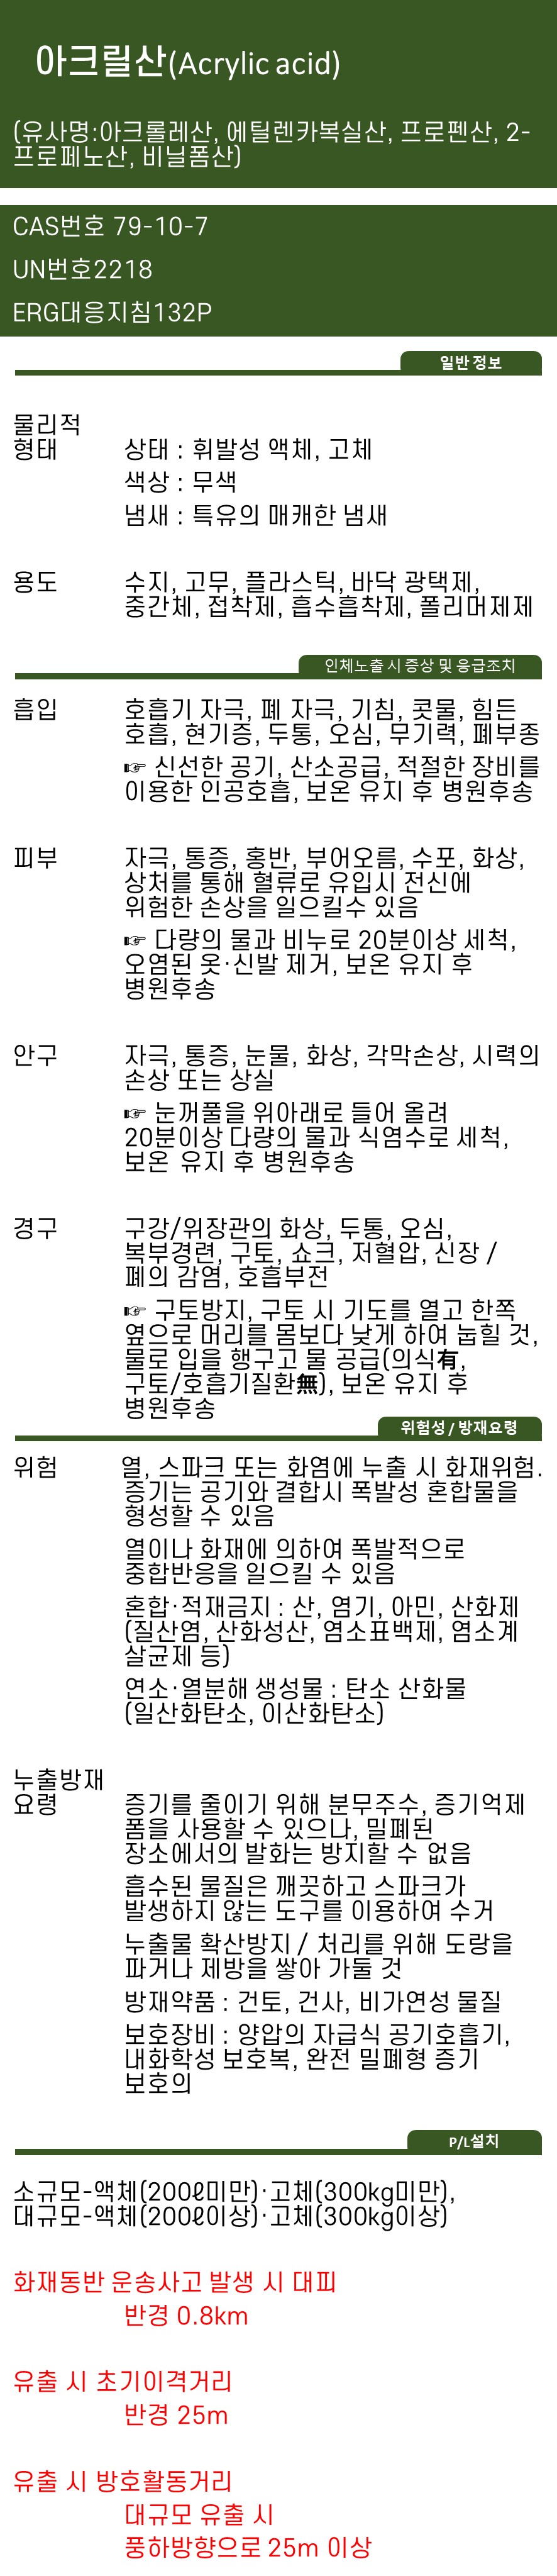 아크릴산(Acrylic acid)
(유사명:아크롤레산, 에틸렌카복실산, 프로펜산, 2-
프로페노산, 비닐폼산)
CAS번호 79-10-7
UN번호2218
ERG대응지침132P
일반 정보
물리적
형태 상태 : 휘발성 액체, 고체
색상 : 무색
냄새 : 특유의 매캐한 냄새
용도 수지, 고무, 플라스틱, 바닥 광택제,
중간체, 접착제, 흡수흡착제, 폴리머제제
인체노출 시 증상 및 응급조치
흡입 호흡기 자극, 폐 자극, 기침, 콧물, 힘든
호흡, 현기증, 두통, 오심, 무기력, 폐부종
☞ 신선한 공기, 산소공급, 적절한 장비를
이용한 인공호흡, 보온 유지 후 병원후송
피부 자극, 통증, 홍반, 부어오름, 수포, 화상,
상처를 통해 혈류로 유입시 전신에
위험한 손상을 일으킬수 있음
☞ 다량의 물과 비누로 20분이상 세척,
오염된 옷·신발 제거, 보온 유지 후
병원후송
안구 자극, 통증, 눈물, 화상, 각막손상, 시력의
손상 또는 상실
☞ 눈꺼풀을 위아래로 들어 올려
20분이상 다량의 물과 식염수로 세척,
보온 유지 후 병원후송
경구 구강/위장관의 화상, 두통, 오심,
복부경련, 구토, 쇼크, 저혈압, 신장 /
폐의 감염, 호흡부전
☞ 구토방지, 구토 시 기도를 열고 한쪽
옆으로 머리를 몸보다 낮게 하여 눕힐 것,
물로 입을 행구고 물 공급(의식有,
구토/호흡기질환無), 보온 유지 후
병원후송
위험성 / 방재요령
위험 열, 스파크 또는 화염에 누출 시 화재위험.
증기는 공기와 결합시 폭발성 혼합물을
형성할 수 있음
열이나 화재에 의하여 폭발적으로
중합반응을 일으킬 수 있음
혼합·적재금지 : 산, 염기, 아민, 산화제
(질산염, 산화성산, 염소표백제, 염소계
살균제 등)
연소·열분해 생성물 : 탄소 산화물
(일산화탄소, 이산화탄소)
누출방재
요령 증기를 줄이기 위해 분무주수, 증기억제
폼을 사용할 수 있으나, 밀폐된
장소에서의 발화는 방지할 수 없음
흡수된 물질은 깨끗하고 스파크가
발생하지 않는 도구를 이용하여 수거
누출물 확산방지 / 처리를 위해 도랑을
파거나 제방을 쌓아 가둘 것
방재약품 : 건토, 건사, 비가연성 물질
보호장비 : 양압의 자급식 공기호흡기,
내화학성 보호복, 완전 밀폐형 증기
보호의
P/L설치
소규모-액체(200ℓ미만)·고체(300kg미만),
대규모-액체(200ℓ이상)·고체(300kg이상)
화재동반 운송사고 발생 시 대피
반경 0.8km
유출 시 초기이격거리
반경 25m
유출 시 방호활동거리
대규모 유출 시
풍하방향으로 25m 이상